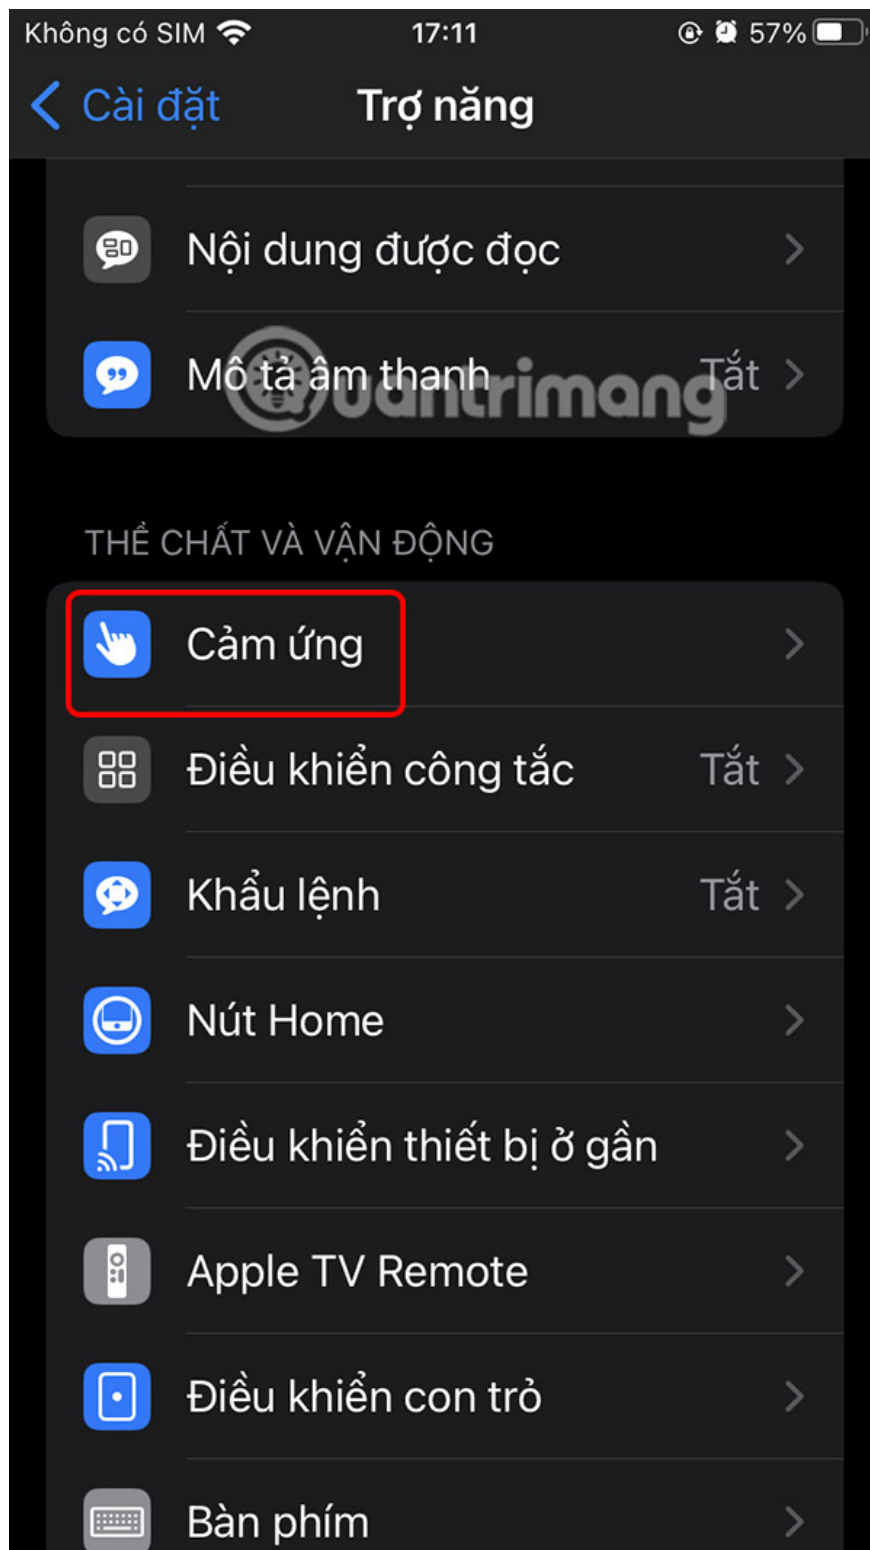 Không có SIM 17:11 57%
Cài đặt Trợ năng
Nội dung được đọc
Mô tả âm thanh Tắt
Quantrimang
THỂ CHẤT VÀ VẬN ĐỘNG
Cảm ứng
Điều khiển công tắc Tắt
Khẩu lệnh Tắt
Nút Home
Điều khiển thiết bị ở gần
Apple TV Remote
Điều khiển con trỏ
Bàn phím